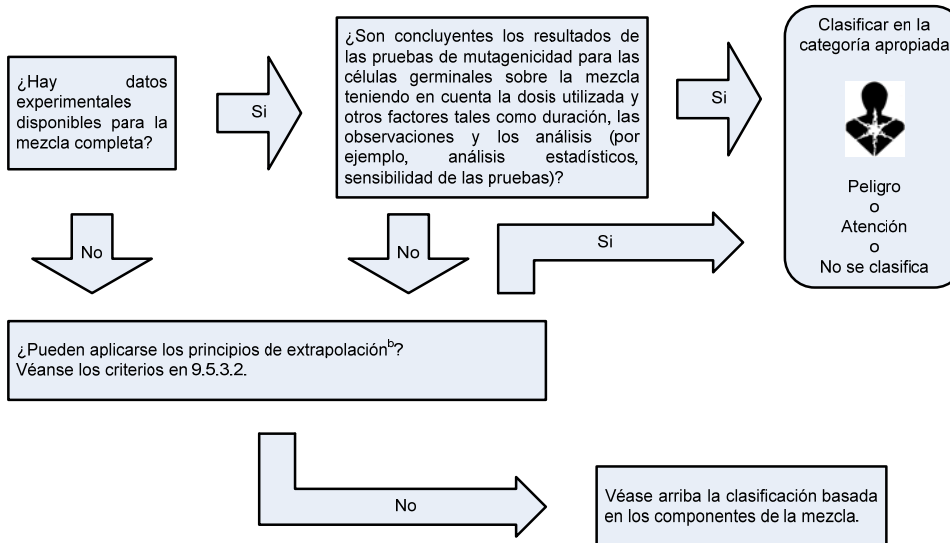 ¿Hay datos
experimentales
disponibles para la
mezcla completa?
Si
¿Son concluyentes los resultados de
las pruebas de mutagenicidad para las
células germinales sobre la mezcla
teniendo en cuenta la dosis utilizada y
otros factores tales como duración, las
observaciones y los análisis (por
ejemplo, análisis estadísticos,
sensibilidad de las pruebas)?
Si
Clasificar en la
categoría apropiada
Peligro
o
Atención
o
No se clasifica
No
No
Si
¿Pueden aplicarse los principios de extrapolaciónᵇ?
Véanse los criterios en 9.5.3.2.
No
Véase arriba la clasificación basada
en los componentes de la mezcla.